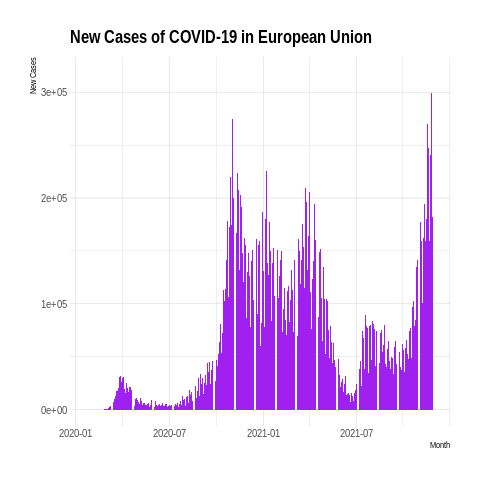 New Cases of COVID-19 in European Union
New Cases
3e+05
2e+05
1e+05
0e+00
2020-01 2020-07 2021-01 2021-07
Month